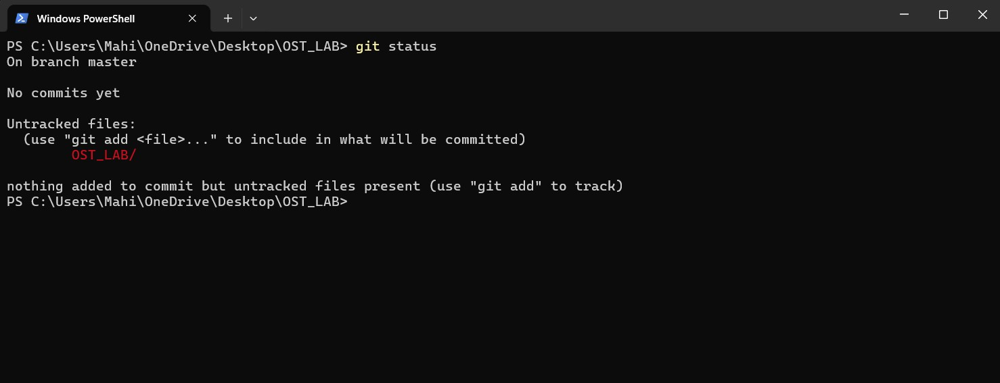 Windows PowerShell
PS C:\Users\Mahi\OneDrive\Desktop\OST_LAB> git status
On branch master
No commits yet
Untracked files:
  (use "git add <file>..." to include in what will be committed)
        OST_LAB/
nothing added to commit but untracked files present (use "git add" to track)
PS C:\Users\Mahi\OneDrive\Desktop\OST_LAB>